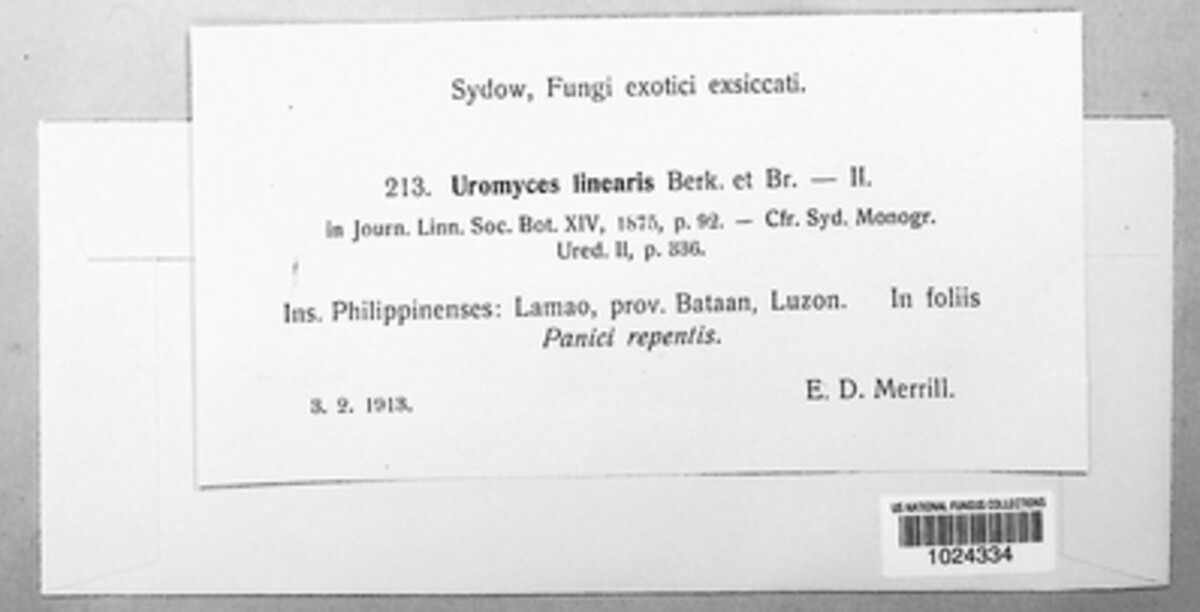 Sydow, Fungi exotici exsiccati.
213. Uromyces linearis Berk. et Br. — II.
in Journ. Linn. Soc. Bot. XIV, 1875, p. 92. — Cfr. Syd. Monogr.
Ured. II, p. 336.
Ins. Philippinenses: Lamao, prov. Bataan, Luzon. In foliis
Panici repentis.
3. 2. 1913.
E. D. Merrill.
US NATIONAL FUNGUS COLLECTIONS
1024334